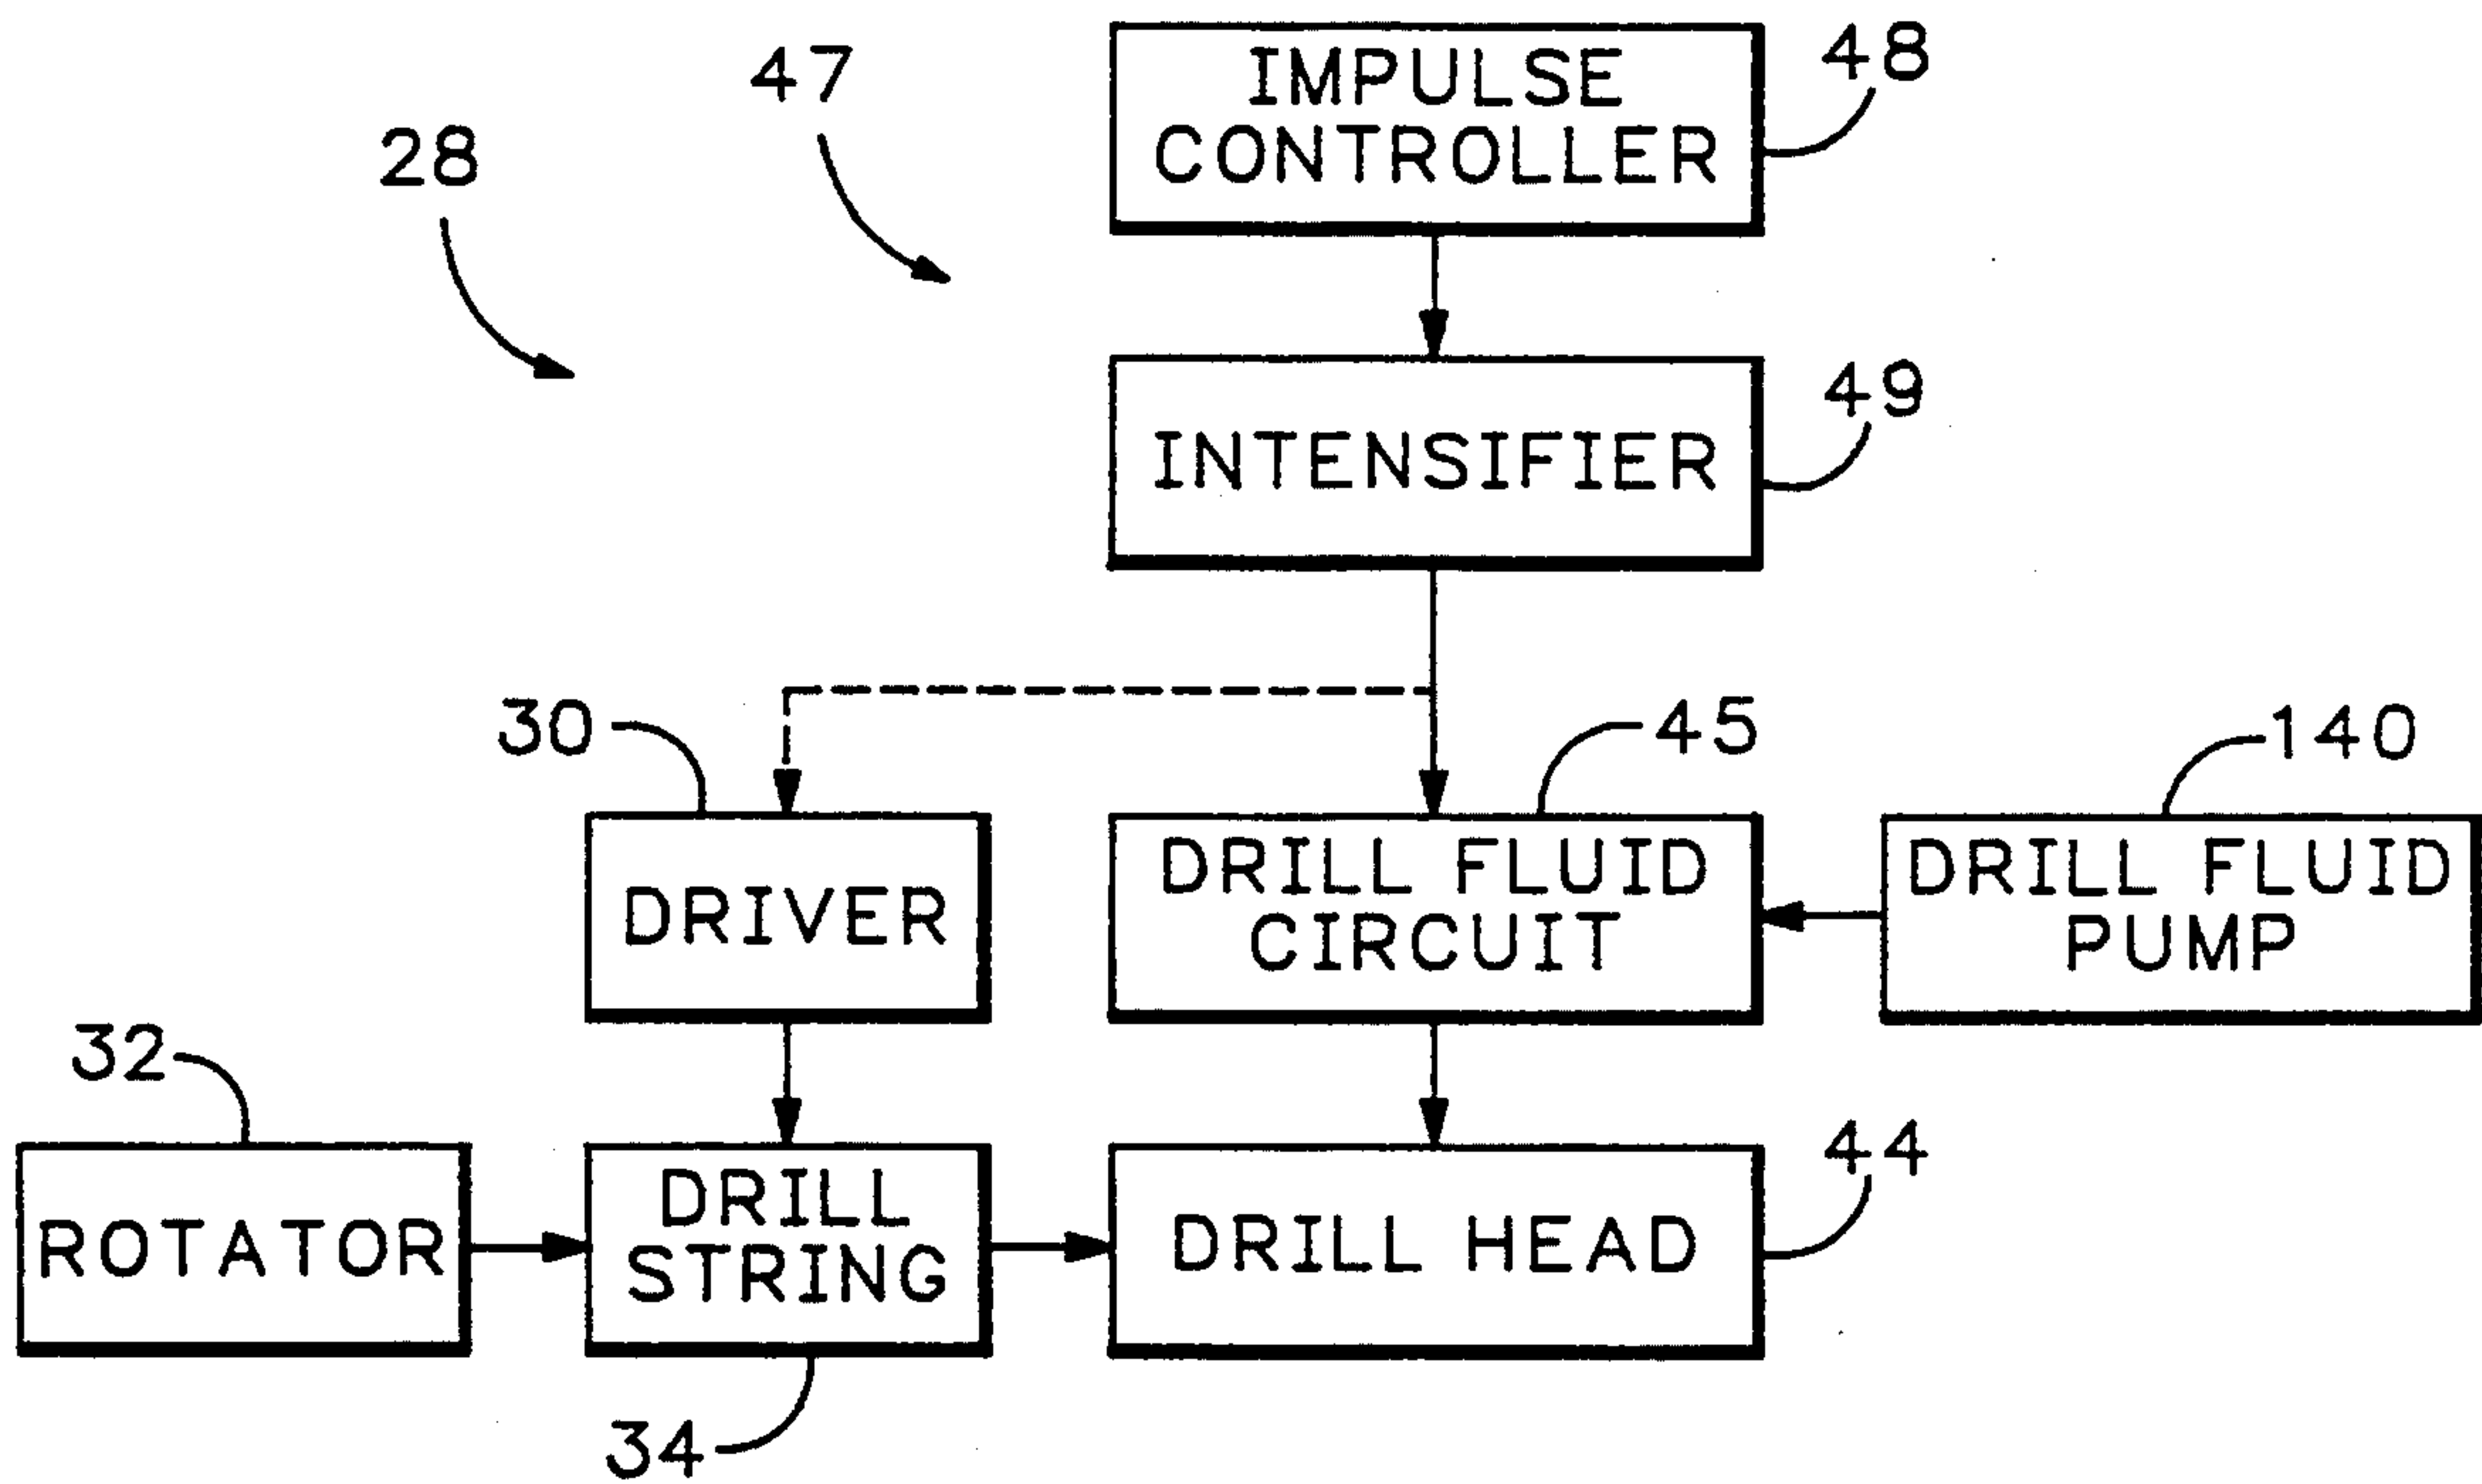 47
IMPULSE
CONTROLLER
48
28
INTENSIFIER
49
30
45
140
DRIVER
DRILL FLUID
CIRCUIT
DRILL FLUID
PUMP
32
ROTATOR
DRILL
STRING
DRILL HEAD
44
34